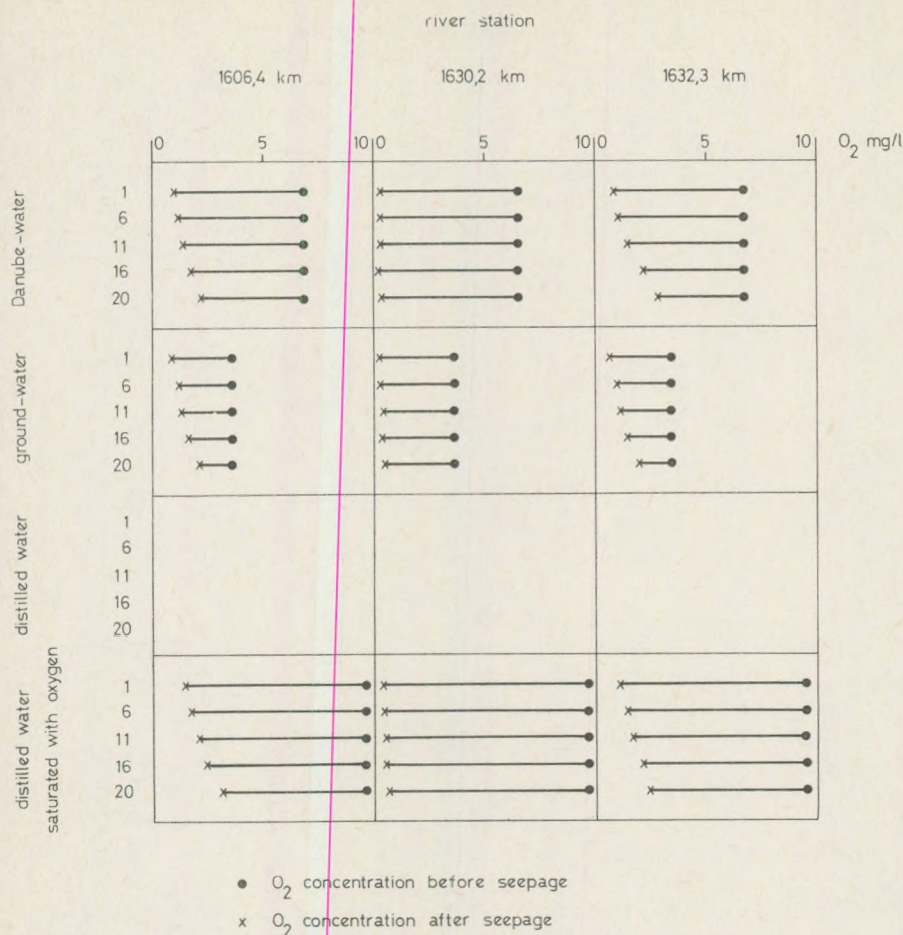 river station
1606,4 km 1630,2 km 1632,3 km
0 5 10 0 5 10 0 5 10 O2 mg/l
Danube-water
1
6
11
16
20
ground-water
1
6
11
16
20
distilled water
1
6
11
16
20
distilled water
saturated with oxygen
1
6
11
16
20
● O2 concentration before seepage
x O2 concentration after seepage